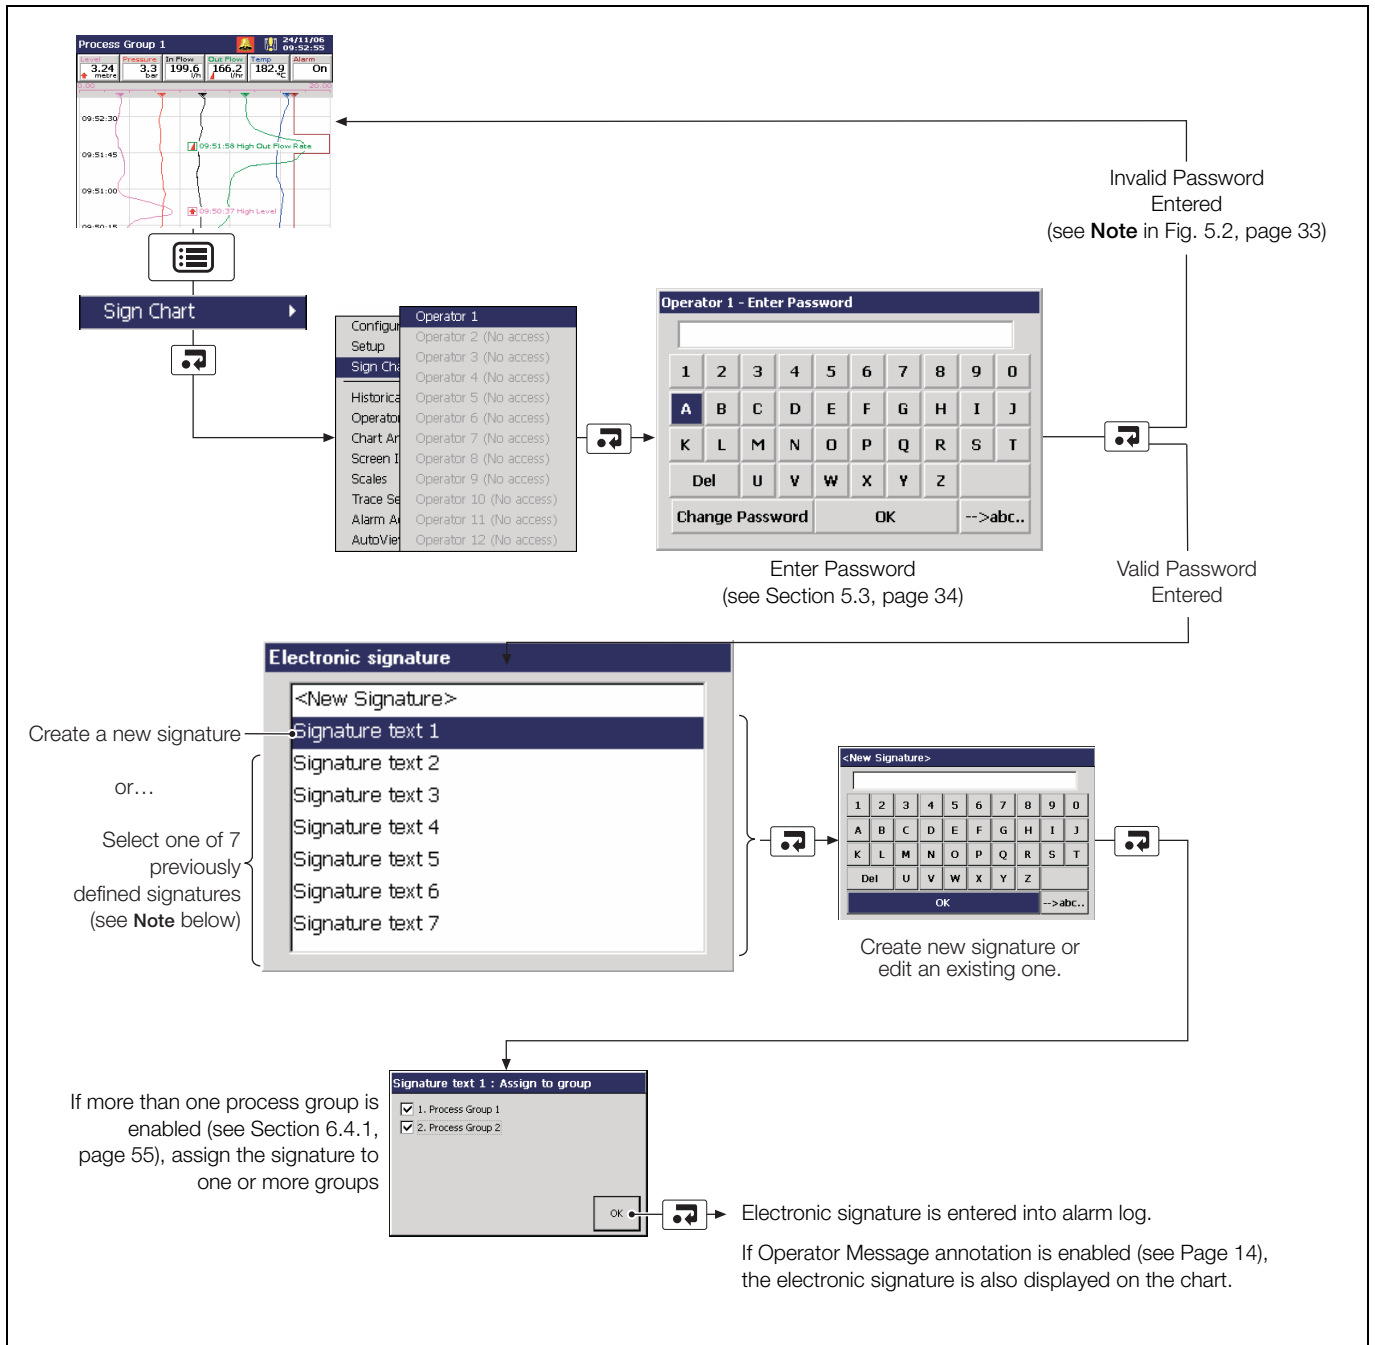 Process Group 1
24/11/06
09:52:55
Level
3.24
metre
Pressure
3.3
bar
In Flow
199.6
l/h
Out Flow
166.2
l/hr
Temp
182.9
°C
Alarm
On
0.00
20.00
09:52:30
09:51:58 High Out Flow Rate
09:51:45
09:51:00
09:50:37 High Level
09:50:15
Invalid Password
Entered
(see Note in Fig. 5.2, page 33)
Sign Chart
Configur
Setup
Sign Cha
Historica
Operator
Chart An
Screen I
Scales
Trace Se
Alarm A
AutoView
Operator 1
Operator 2 (No access)
Operator 3 (No access)
Operator 4 (No access)
Operator 5 (No access)
Operator 6 (No access)
Operator 7 (No access)
Operator 8 (No access)
Operator 9 (No access)
Operator 10 (No access)
Operator 11 (No access)
Operator 12 (No access)
Operator 1 - Enter Password
1 2 3 4 5 6 7 8 9 0
A B C D E F G H I J
K L M N O P Q R S T
Del U V W X Y Z
Change Password OK -->abc..
Enter Password
(see Section 5.3, page 34)
Valid Password
Entered
Electronic signature
<New Signature>
Signature text 1
Signature text 2
Signature text 3
Signature text 4
Signature text 5
Signature text 6
Signature text 7
Create a new signature
or…
Select one of 7
previously
defined signatures
(see Note below)
<New Signature>
1 2 3 4 5 6 7 8 9 0
A B C D E F G H I J
K L M N O P Q R S T
Del U V W X Y Z
OK -->abc..
Create new signature or
edit an existing one.
If more than one process group is
enabled (see Section 6.4.1,
page 55), assign the signature to
one or more groups
Signature text 1 : Assign to group
1. Process Group 1
2. Process Group 2
OK
Electronic signature is entered into alarm log.
If Operator Message annotation is enabled (see Page 14),
the electronic signature is also displayed on the chart.